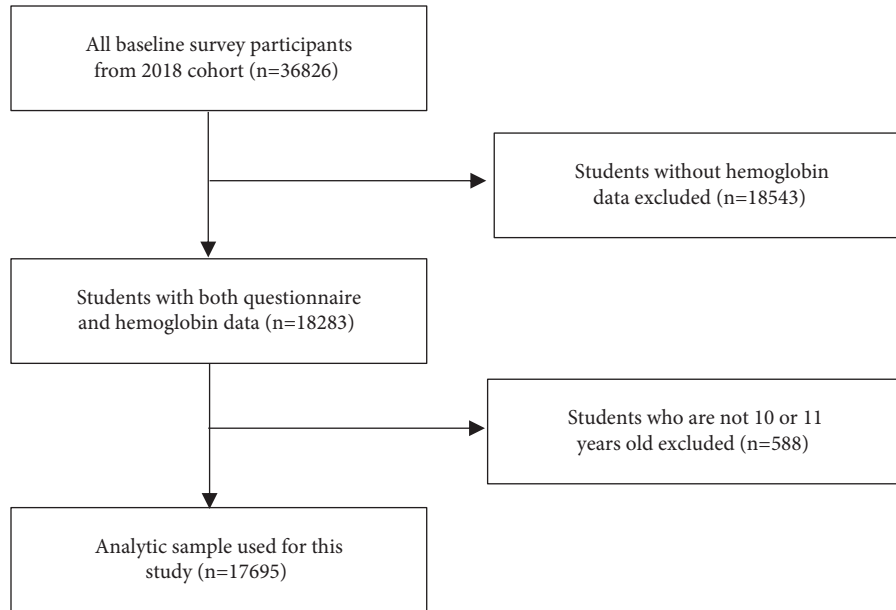 All baseline survey participants
from 2018 cohort (n=36826)
Students without hemoglobin
data excluded (n=18543)
Students with both questionnaire
and hemoglobin data (n=18283)
Students who are not 10 or 11
years old excluded (n=588)
Analytic sample used for this
study (n=17695)